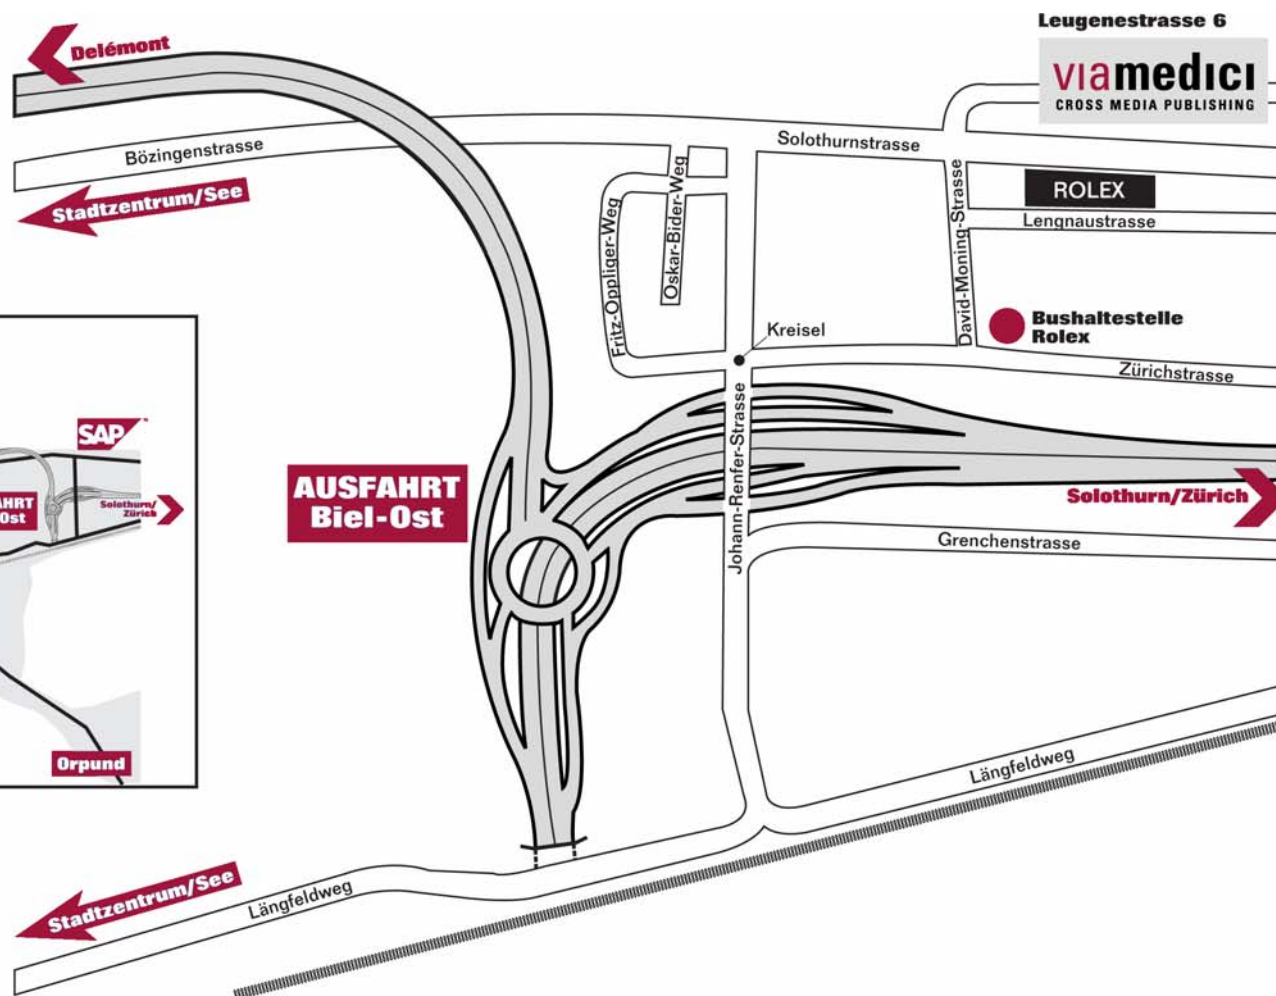 Leugenestrasse 6
viamedici
CROSS MEDIA PUBLISHING
Delémont
Bözingenstrasse
Solothurnstrasse
Stadtzentrum/See
ROLEX
Lengnaustrasse
Oskar-Bider-Weg
Fritz-Oppliger-Weg
David-Moning-Strasse
Bushaltestelle
Rolex
Kreisel
Zürichstrasse
Johann-Renfer-Strasse
SAP
AHRT
Ost
Solothurn/
Zürich
AUSFAHRT
Biel-Ost
Solothurn/Zürich
Grenchenstrasse
Orpund
Längfeldweg
Stadtzentrum/See
Längfeldweg